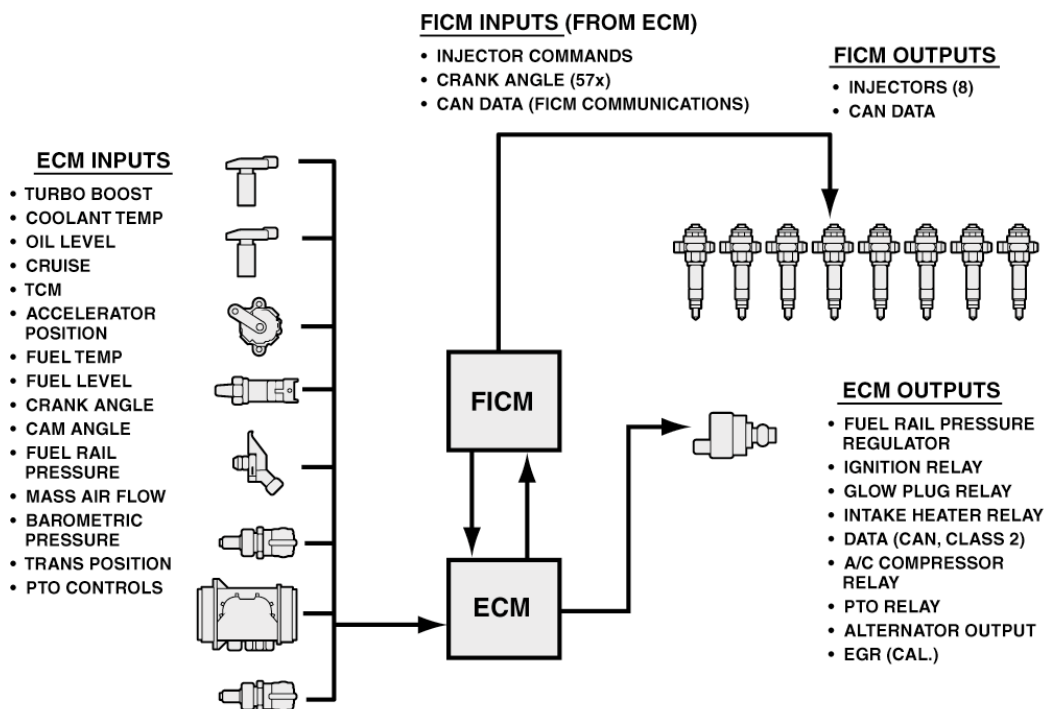 FICM INPUTS (FROM ECM)
• INJECTOR COMMANDS
• CRANK ANGLE (57x)
• CAN DATA (FICM COMMUNICATIONS)
FICM OUTPUTS
• INJECTORS (8)
• CAN DATA
ECM INPUTS
• TURBO BOOST
• COOLANT TEMP
• OIL LEVEL
• CRUISE
• TCM
• ACCELERATOR
POSITION
• FUEL TEMP
• FUEL LEVEL
• CRANK ANGLE
• CAM ANGLE
• FUEL RAIL
PRESSURE
• MASS AIR FLOW
• BAROMETRIC
PRESSURE
• TRANS POSITION
• PTO CONTROLS
FICM
ECM
ECM OUTPUTS
• FUEL RAIL PRESSURE
REGULATOR
• IGNITION RELAY
• GLOW PLUG RELAY
• INTAKE HEATER RELAY
• DATA (CAN, CLASS 2)
• A/C COMPRESSOR
RELAY
• PTO RELAY
• ALTERNATOR OUTPUT
• EGR (CAL.)